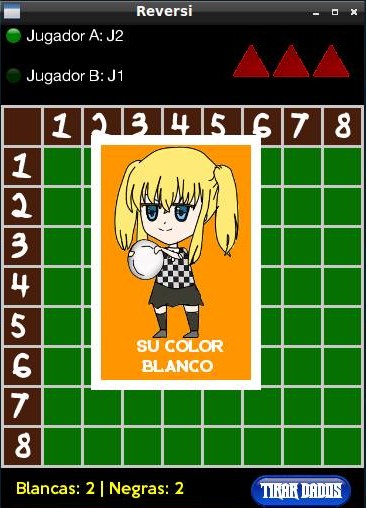 Reversi
Jugador A: J2
Jugador B: J1
1 2 3 4 5 6 7 8
1
2
3
4
5
6
7
8
SU COLOR
BLANCO
Blancas: 2 | Negras: 2
TIRAR DADOS